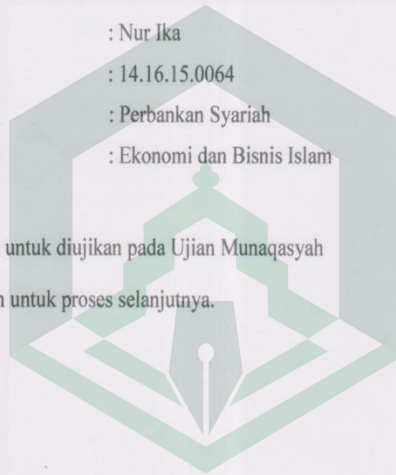 : Nur Ika
: 14.16.15.0064
: Perbankan Syariah
: Ekonomi dan Bisnis Islam
untuk diujikan pada Ujian Munaqasyah
untuk proses selanjutnya.